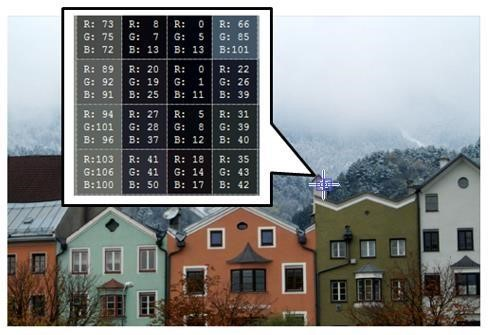 R: 73 R: 8 R: 0 R: 66
G: 75 G: 7 G: 5 G: 85
B: 72 B: 13 B: 13 B:101
R: 89 R: 20 R: 0 R: 22
G: 92 G: 19 G: 1 G: 26
B: 91 B: 25 B: 11 B: 39
R: 94 R: 27 R: 5 R: 31
G:101 G: 28 G: 8 G: 39
B: 96 B: 37 B: 12 B: 40
R:103 R: 41 R: 18 R: 35
G:106 G: 41 G: 14 G: 43
B:100 B: 50 B: 17 B: 42